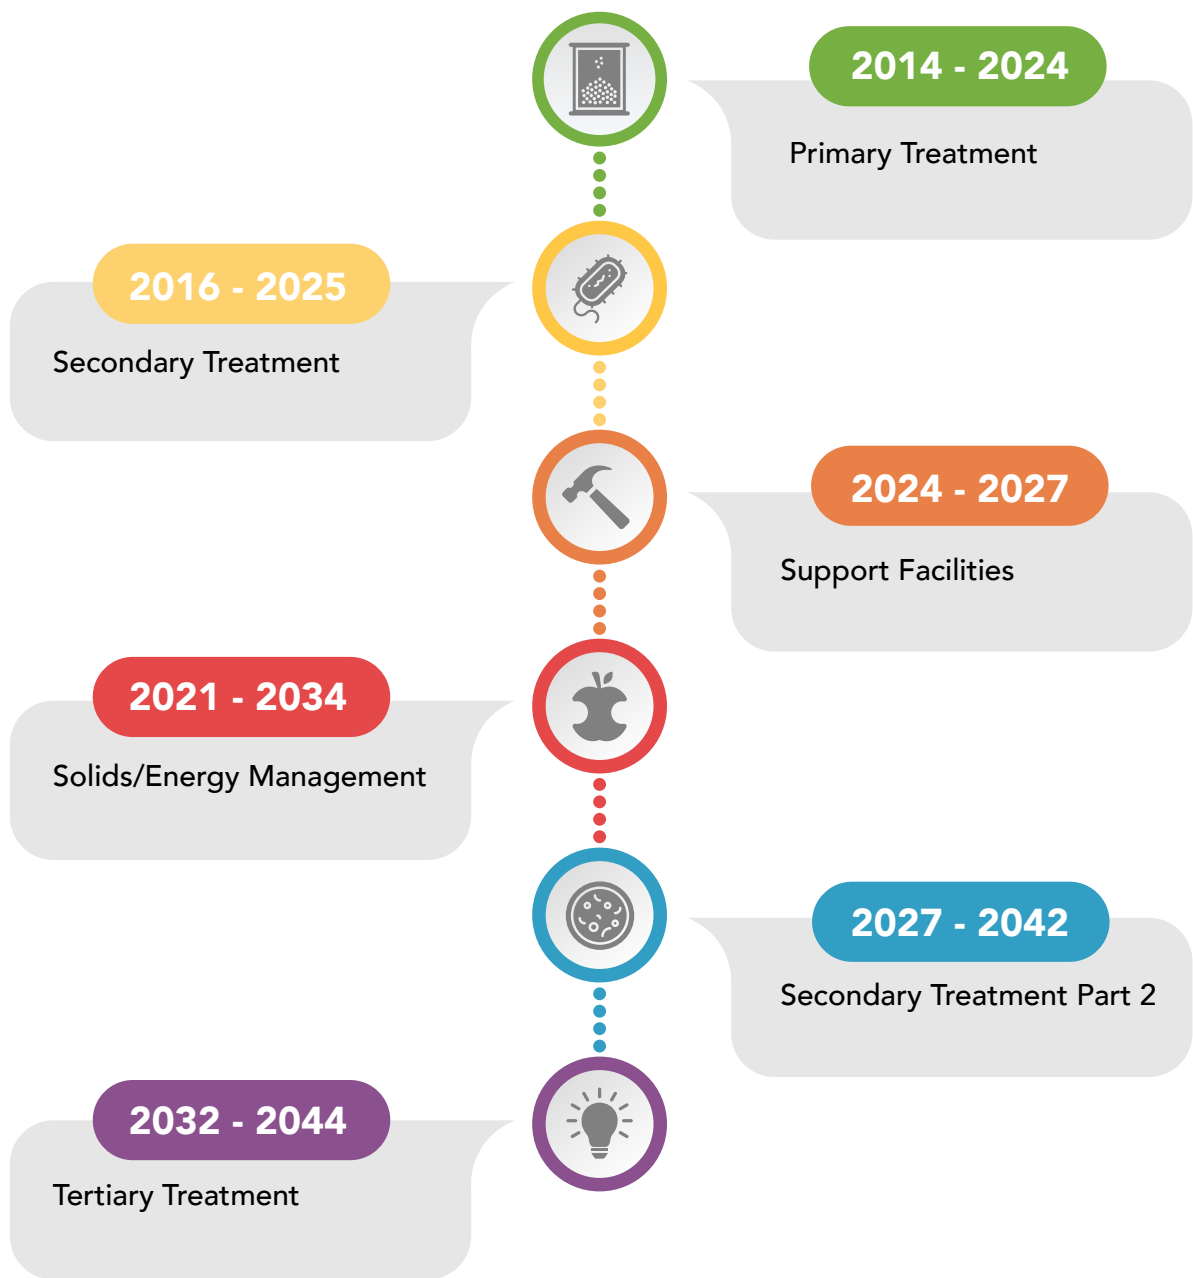 2014 - 2024
Primary Treatment
2016 - 2025
Secondary Treatment
2024 - 2027
Support Facilities
2021 - 2034
Solids/Energy Management
2027 - 2042
Secondary Treatment Part 2
2032 - 2044
Tertiary Treatment